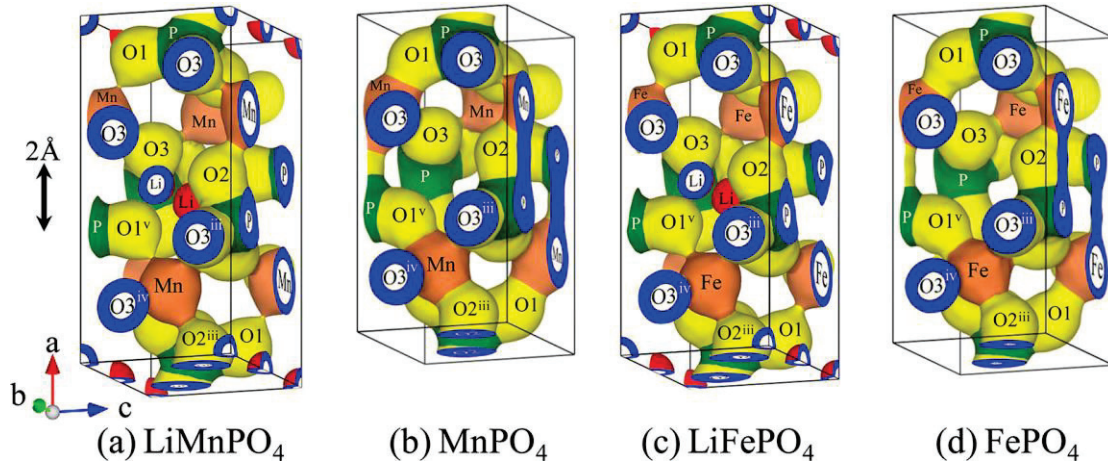 P
O1
O3
Mn
Mn
Mn
O3
O3
O2
P
Li
Li
P
P
O1ᵛ
O3ⁱⁱⁱ
Mn
Mn
O3ⁱᵛ
O2ⁱⁱⁱ
O1
P
O1
O3
Mn
Mn
Mn
O3
O3
O2
P
P
P
P
O1ᵛ
O3ⁱⁱⁱ
Mn
Mn
O3ⁱᵛ
O2ⁱⁱⁱ
O1
P
O1
O3
Fe
Fe
Fe
O3
O3
O2
P
Li
Li
P
P
O1ᵛ
O3ⁱⁱⁱ
Fe
Fe
O3ⁱᵛ
O2ⁱⁱⁱ
O1
P
O1
O3
Fe
Fe
Fe
O3
O3
O2
P
P
P
P
O1ᵛ
O3ⁱⁱⁱ
Fe
Fe
O3ⁱᵛ
O2ⁱⁱⁱ
O1
2Å
a
b
c
(a) LiMnPO₄
(b) MnPO₄
(c) LiFePO₄
(d) FePO₄